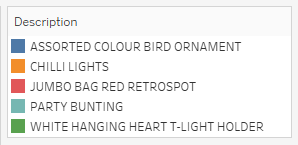 Description
ASSORTED COLOUR BIRD ORNAMENT
CHILLI LIGHTS
JUMBO BAG RED RETROSPOT
PARTY BUNTING
WHITE HANGING HEART T-LIGHT HOLDER